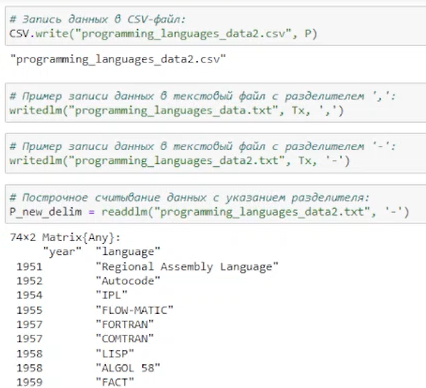 # Запись данных в CSV-файл:
CSV.write("programming_languages_data2.csv", P)
"programming_languages_data2.csv"
# Пример записи данных в текстовый файл с разделителем ',':
writedlm("programming_languages_data.txt", Tx, ',')
# Пример записи данных в текстовый файл с разделителем '-':
writedlm("programming_languages_data2.txt", Tx, '-')
# Построчное считывание данных с указанием разделителя:
P_new_delim = readdlm("programming_languages_data2.txt", '-')
74×2 Matrix{Any}:
"year" "language"
1951 "Regional Assembly Language"
1952 "Autocode"
1954 "IPL"
1955 "FLOW-MATIC"
1957 "FORTRAN"
1957 "COMTRAN"
1958 "LISP"
1958 "ALGOL 58"
1959 "FACT"